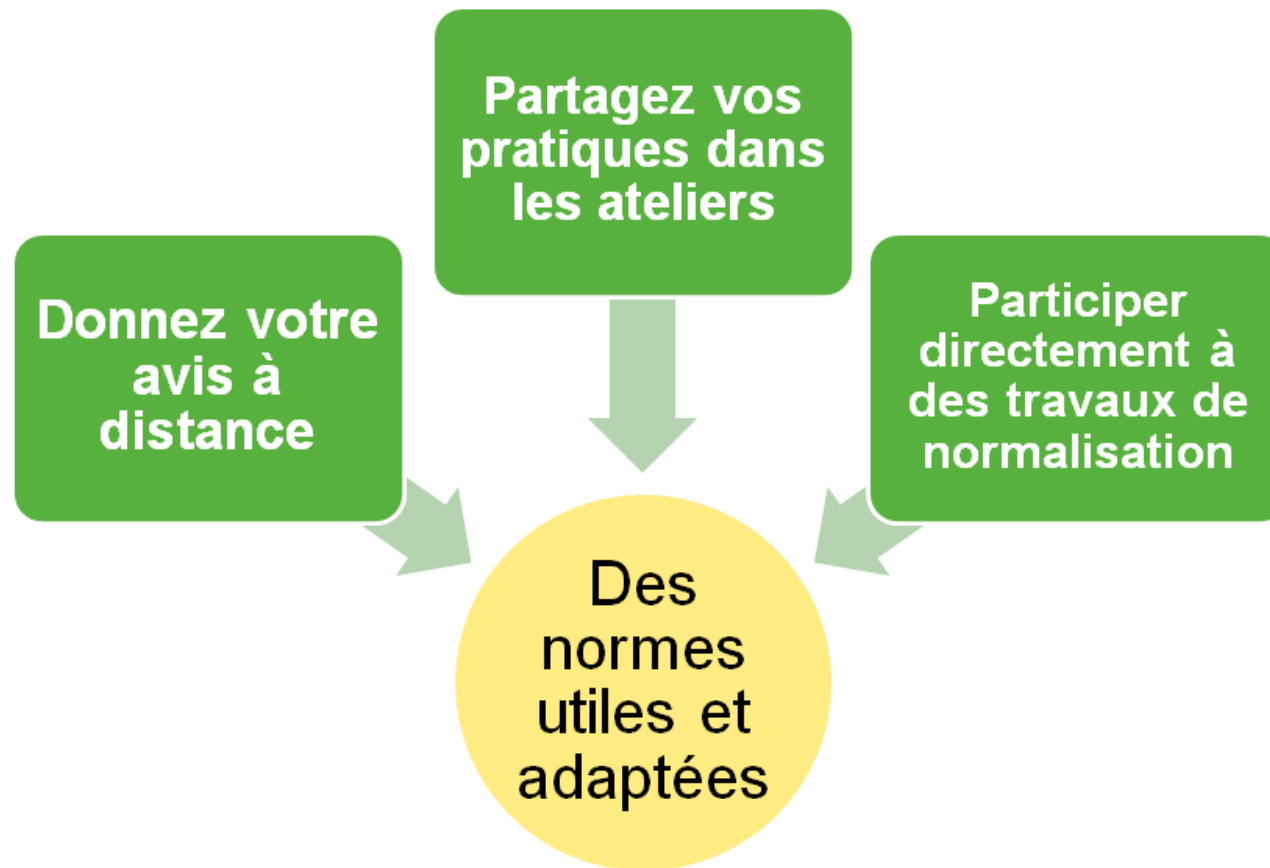 Partagez vos
pratiques dans
les ateliers
Donnez votre
avis à
distance
Participer
directement à
des travaux de
normalisation
Des
normes
utiles et
adaptées